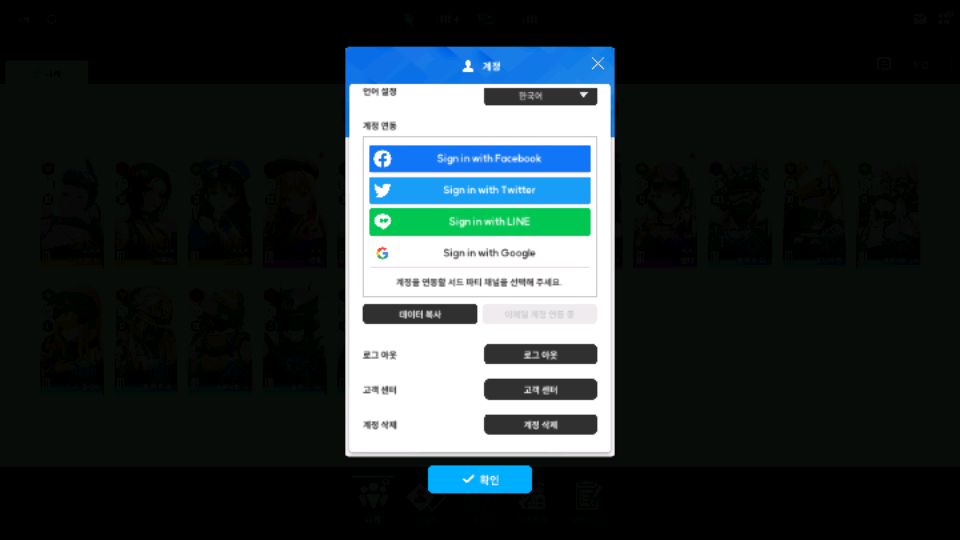 계정
언어 설정
한국어
계정 연동
Sign in with Facebook
Sign in with Twitter
Sign in with LINE
Sign in with Google
계정을 연동할 서드 파티 채널을 선택해 주세요.
데이터 복사
이메일 계정 연동 중
로그 아웃
로그 아웃
고객 센터
고객 센터
계정 삭제
계정 삭제
확인